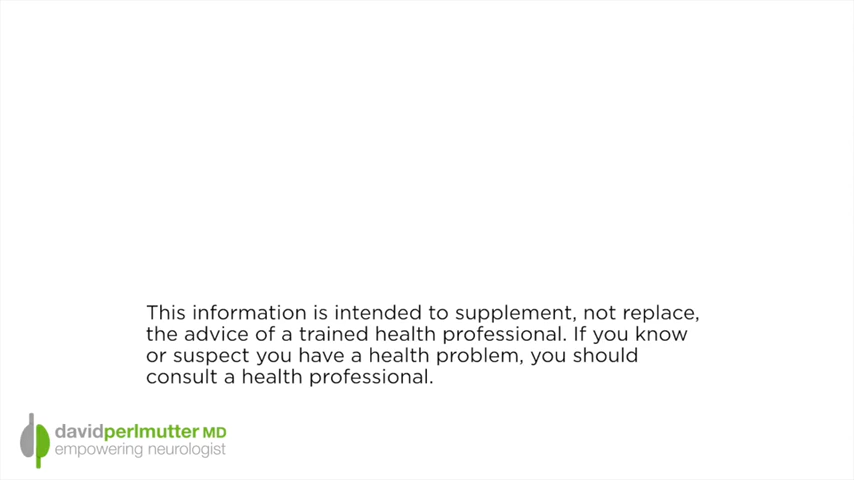 This information is intended to supplement, not replace,
the advice of a trained health professional. If you know
or suspect you have a health problem, you should
consult a health professional.
davidperlmutter MD
empowering neurologist